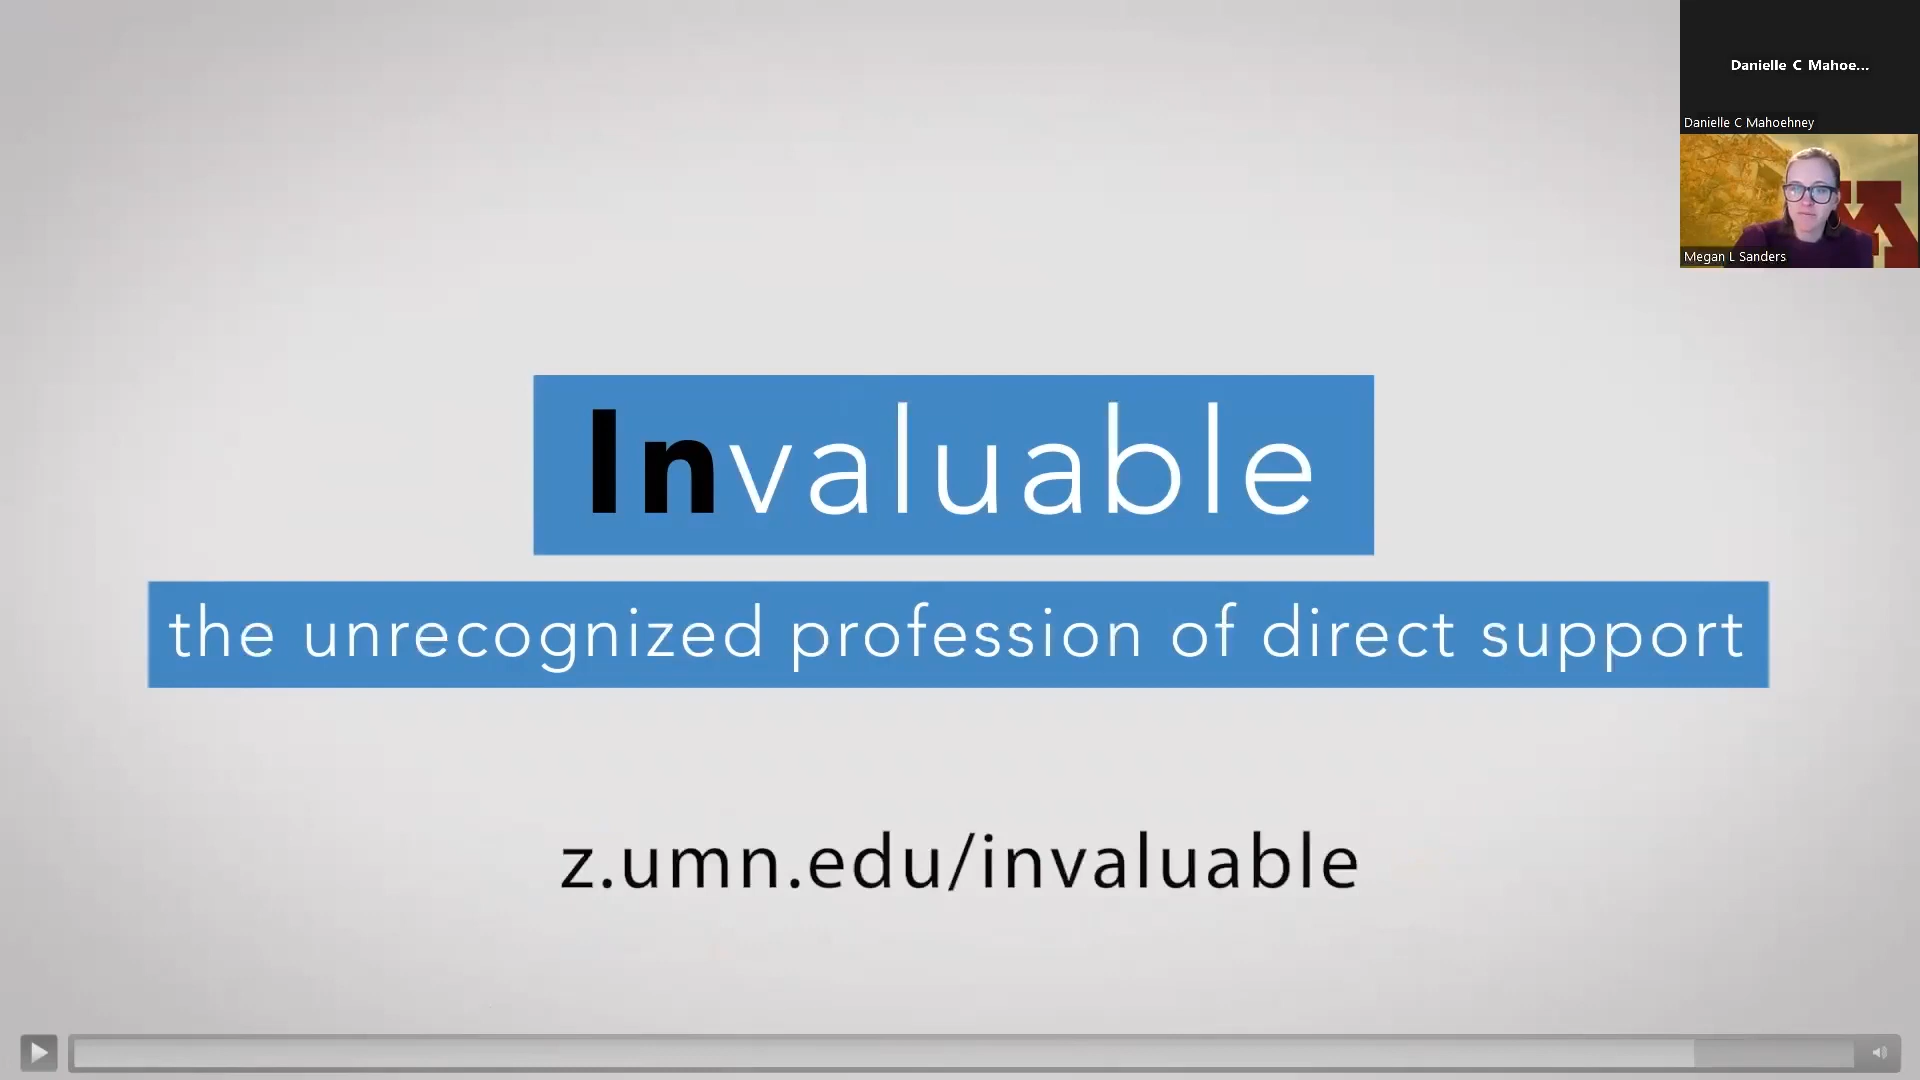 Danielle C Mahoe...
Danielle C Mahoehney
Megan L Sanders
Invaluable
the unrecognized profession of direct support
z.umn.edu/invaluable